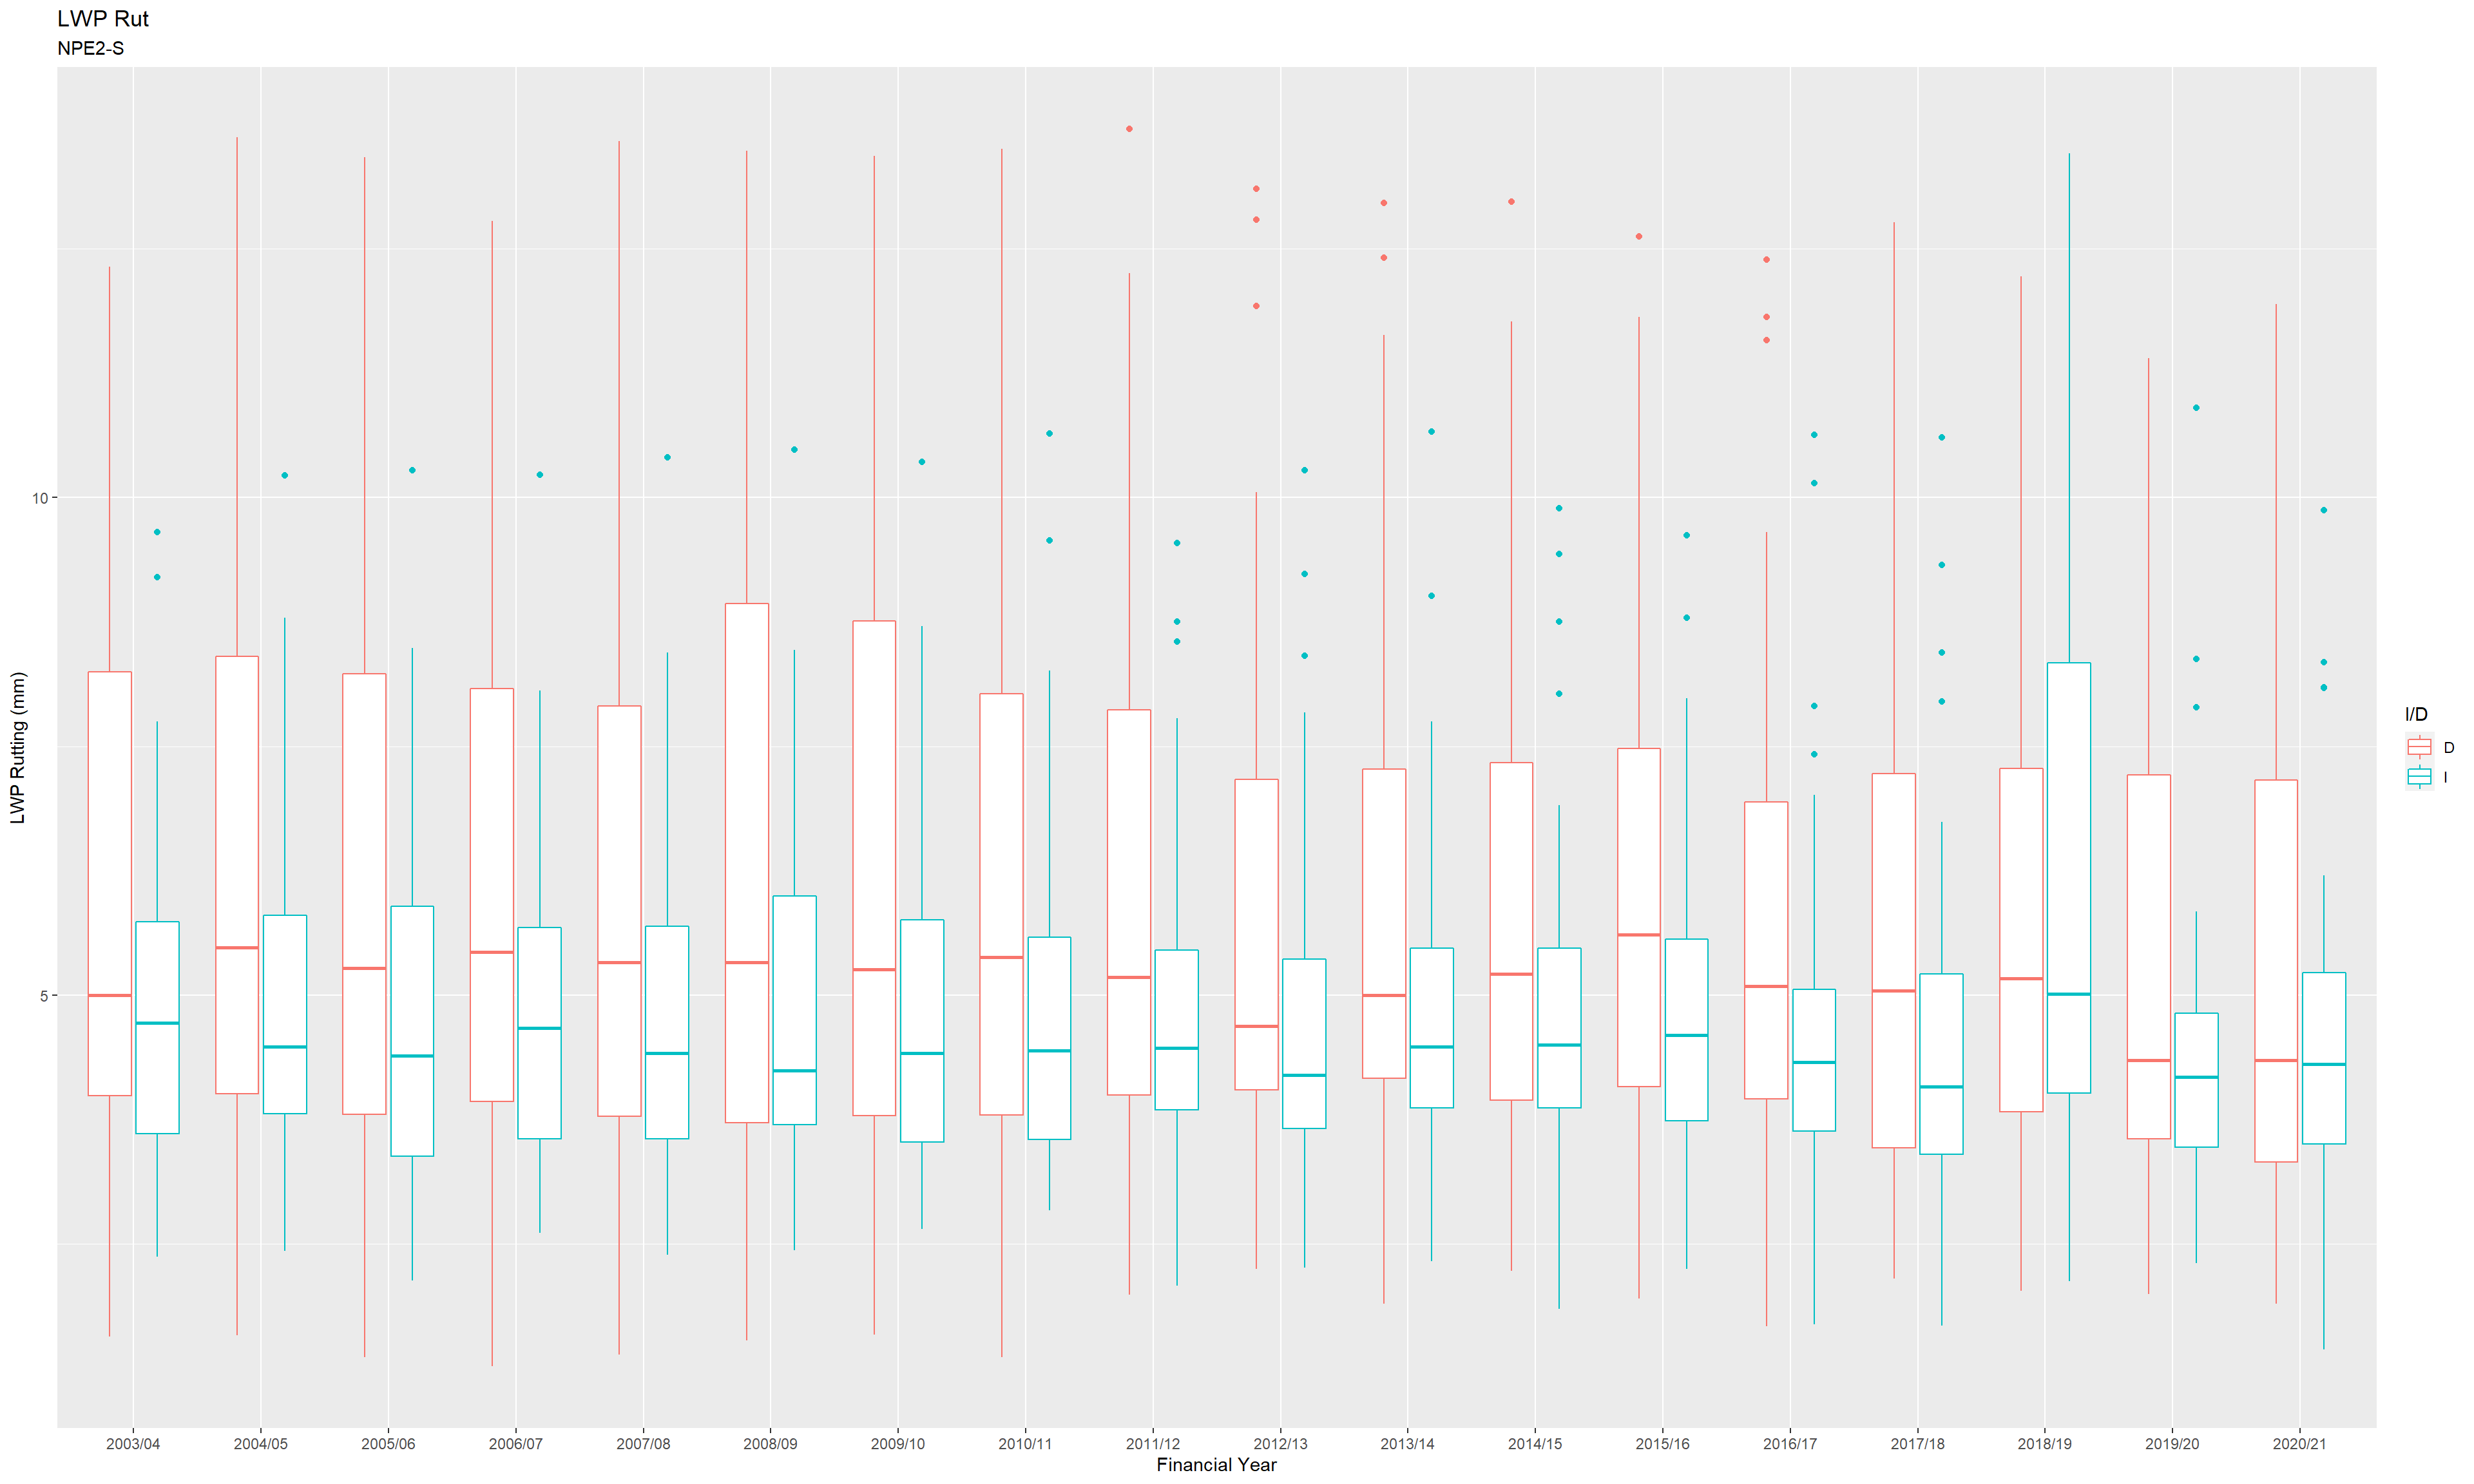 LWP Rut
NPE2-S
LWP Rutting (mm)
10
5
2003/04 2004/05 2005/06 2006/07 2007/08 2008/09 2009/10 2010/11 2011/12 2012/13 2013/14 2014/15 2015/16 2016/17 2017/18 2018/19 2019/20 2020/21
Financial Year
I/D
D
I